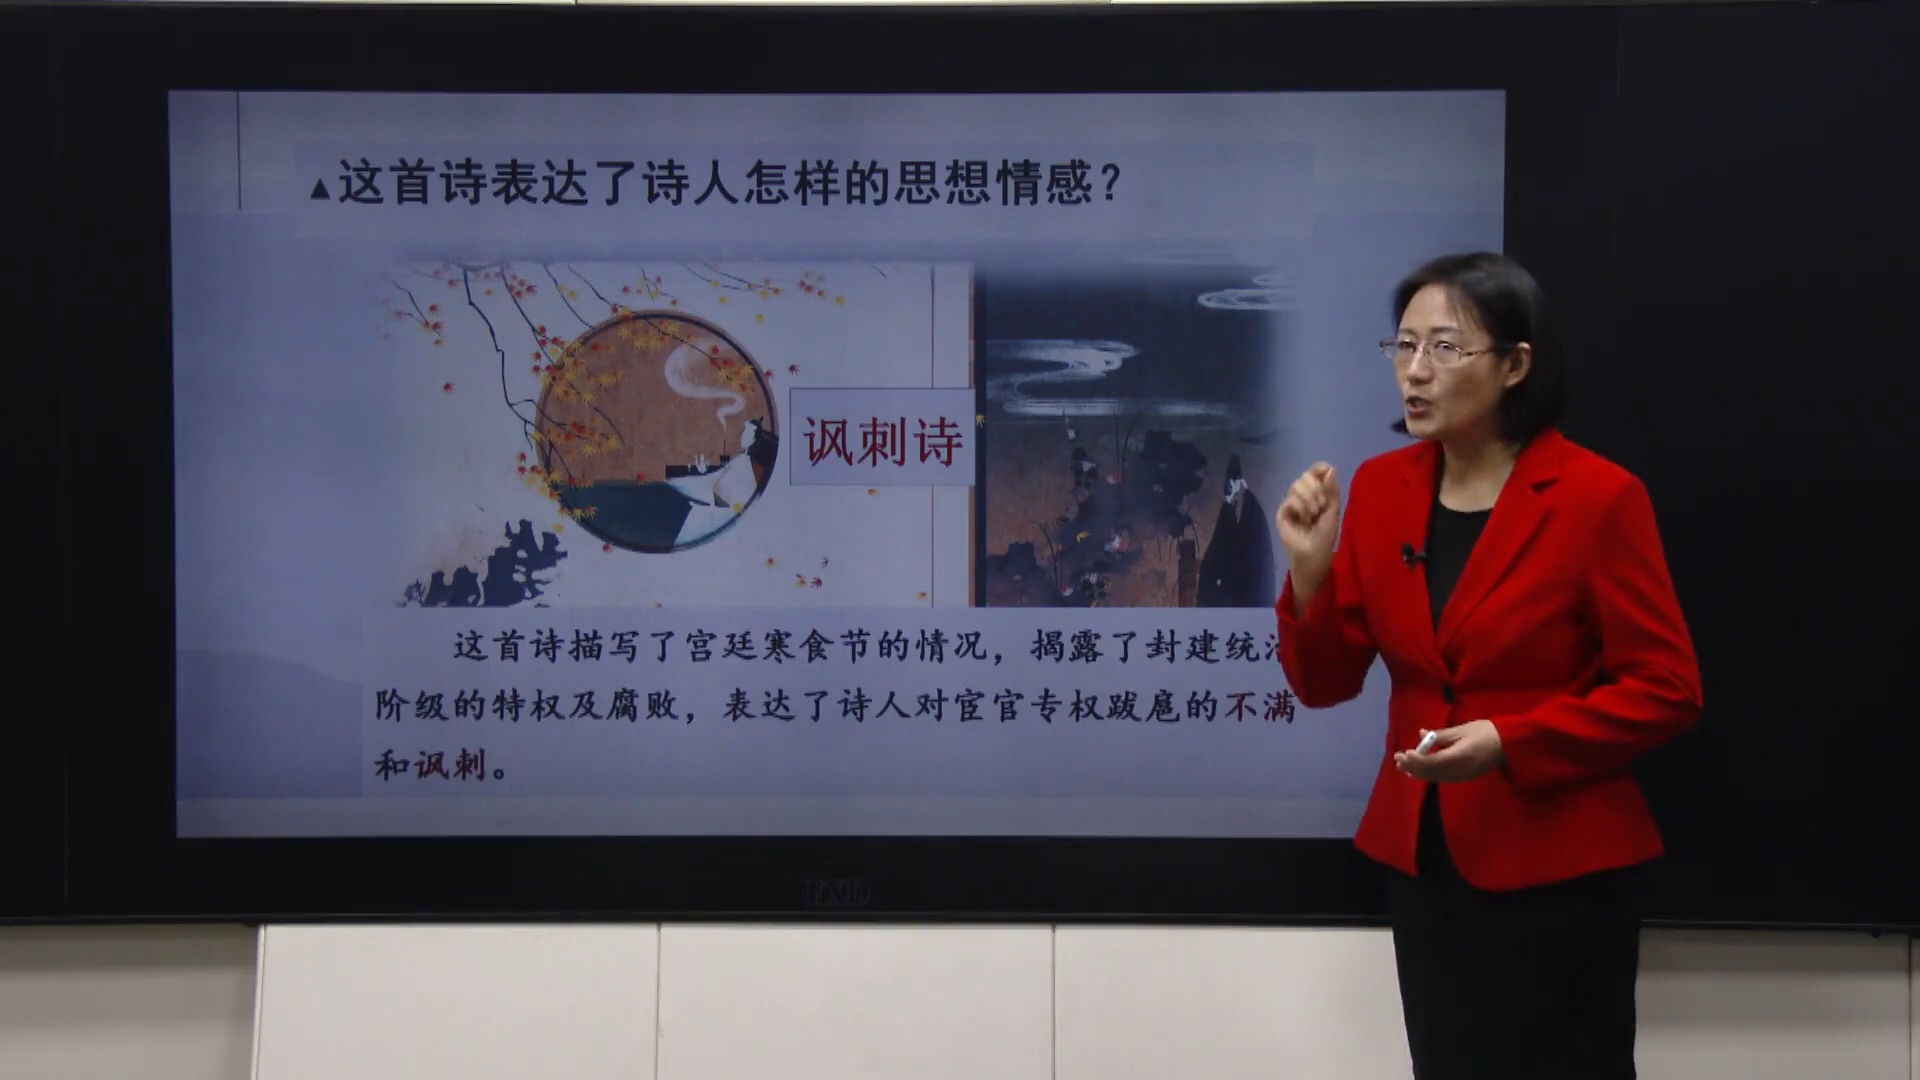 ▲这首诗表达了诗人怎样的思想情感？
讽刺诗
这首诗描写了宫廷寒食节的情况，揭露了封建统治
阶级的特权及腐败，表达了诗人对宦官专权跋扈的不满
和讽刺。